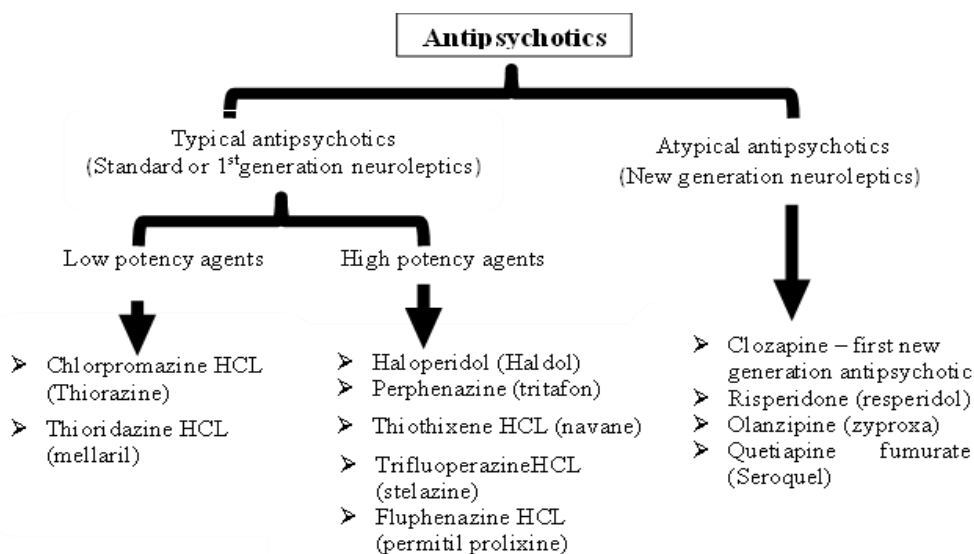 Antipsychotics
Typical antipsychotics
(Standard or 1st generation neuroleptics)
Atypical antipsychotics
(New generation neuroleptics)
Low potency agents
High potency agents
➢ Chlorpromazine HCL
(Thiorazine)
➢ Thioridazine HCL
(mellaril)
➢ Haloperidol (Haldol)
➢ Perphenazine (tritafon)
➢ Thiothixene HCL (navane)
➢ TrifluoperazineHCL
(stelazine)
➢ Fluphenazine HCL
(permitil prolixine)
➢ Clozapine – first new
generation antipsychotic
➢ Risperidone (resperidol)
➢ Olanzipine (zyproxa)
➢ Quetiapine fumurate
(Seroquel)